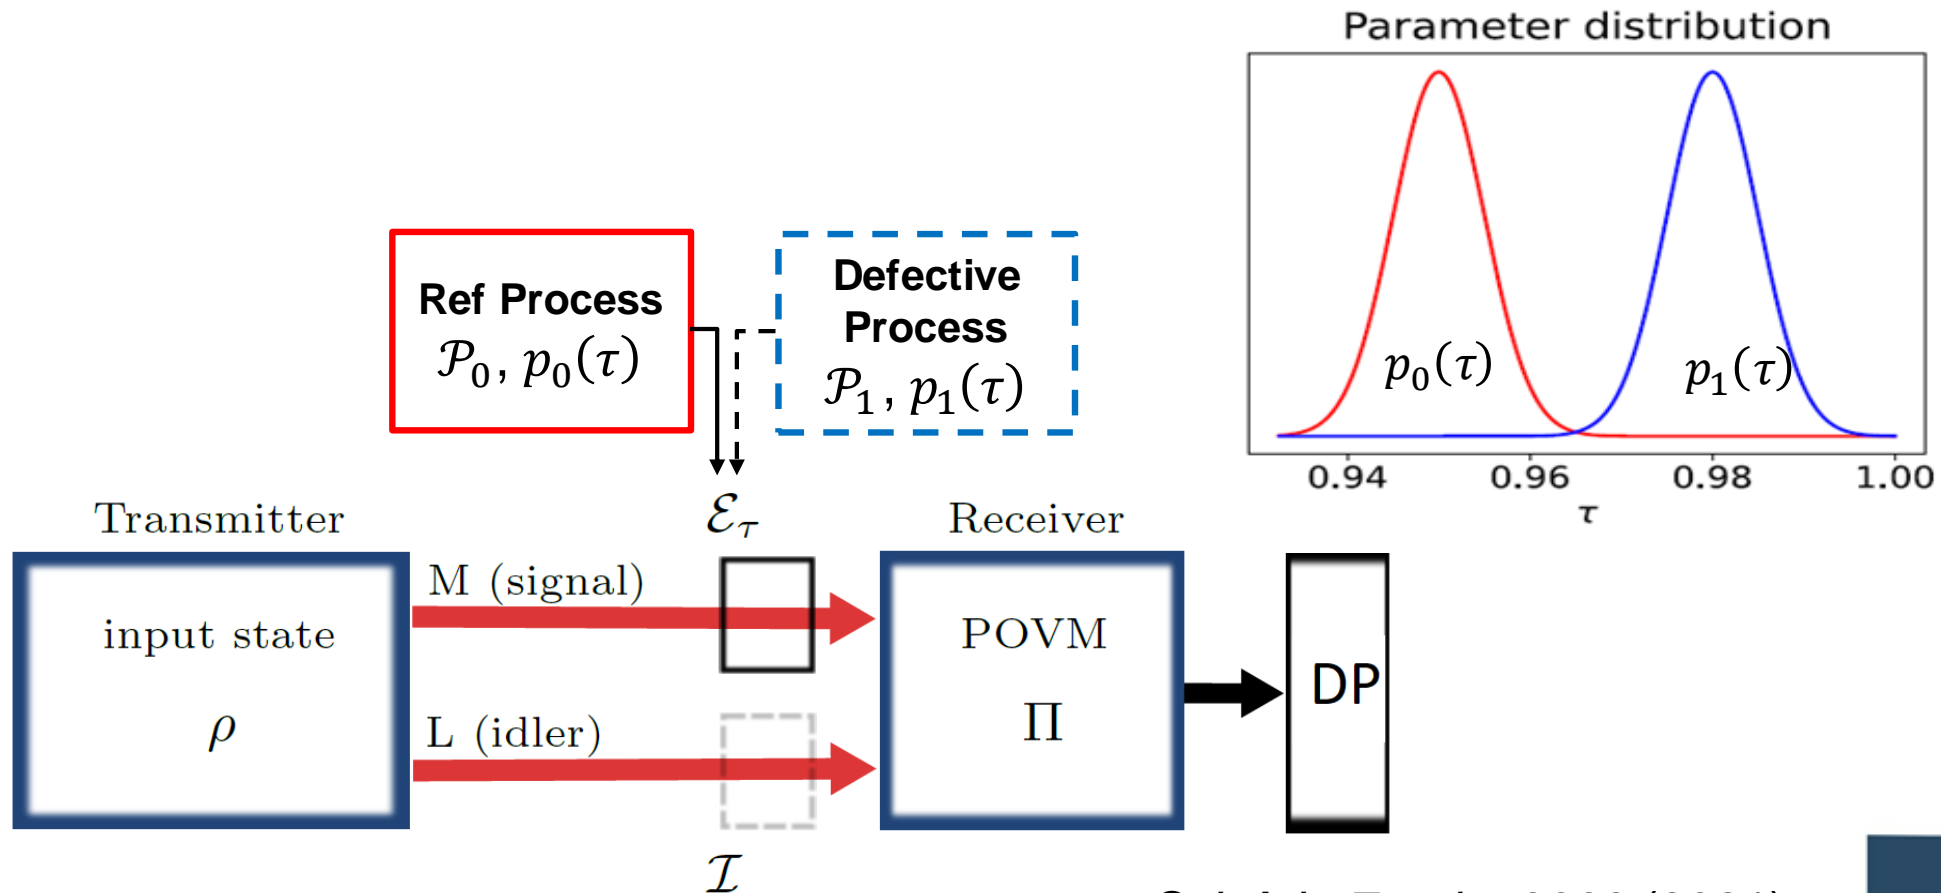 Parameter distribution
p₀(τ)
p₁(τ)
0.94 0.96 0.98 1.00
τ
Ref Process
𝒫₀, p₀(τ)
Defective
Process
𝒫₁, p₁(τ)
ℰ_τ
Transmitter
input state
ρ
M (signal)
L (idler)
ℐ
Receiver
POVM
Π
DP